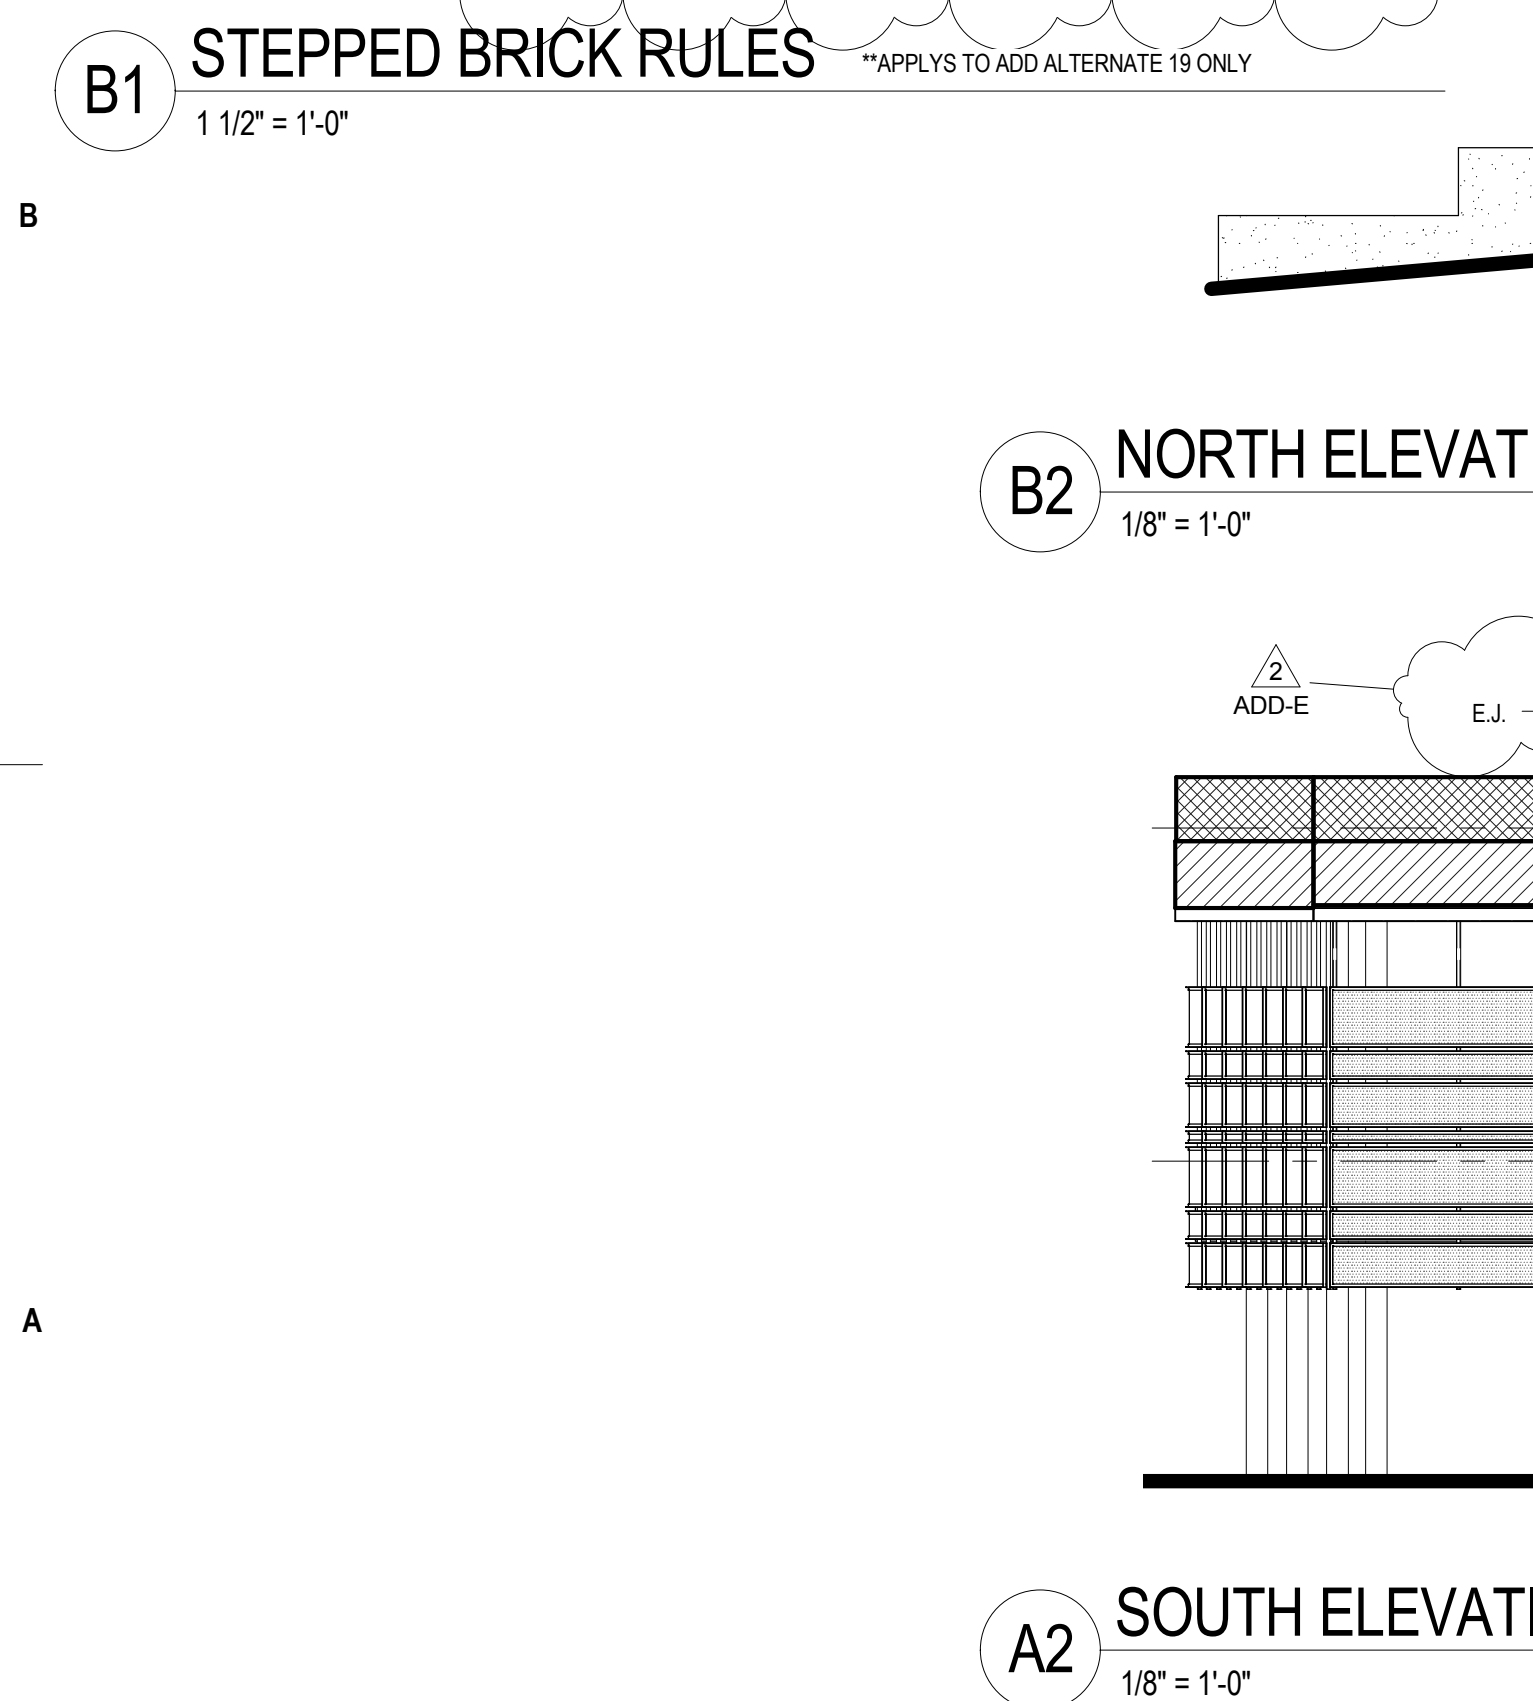 B1
STEPPED BRICK RULES
**APPLYS TO ADD ALTERNATE 19 ONLY
1 1/2" = 1'-0"
B
B2
NORTH ELEVAT
1/8" = 1'-0"
2
ADD-E
E.J.
A
A2
SOUTH ELEVATI
1/8" = 1'-0"